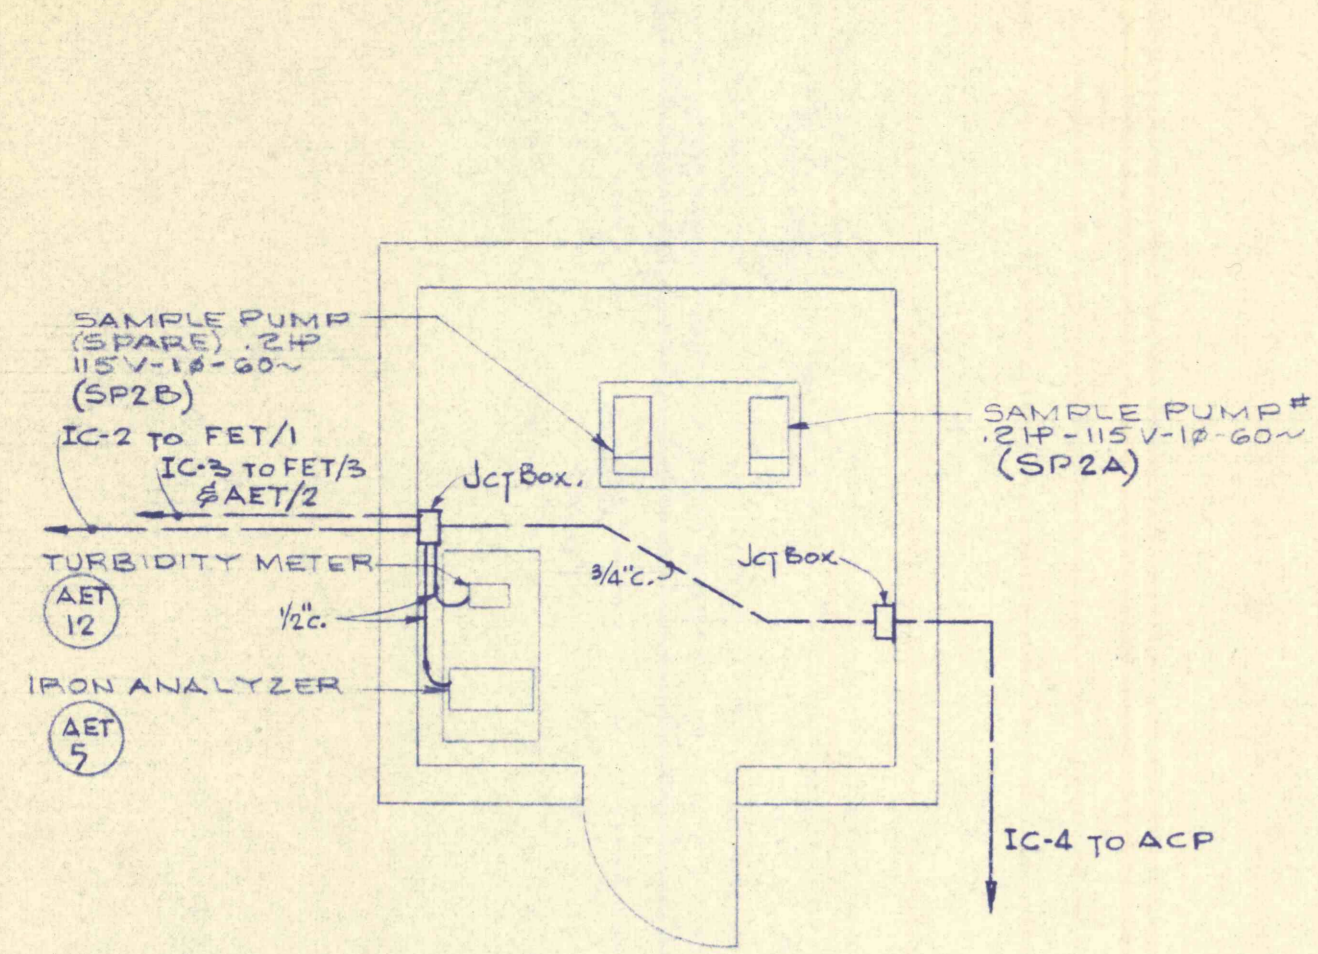 SAMPLE PUMP
(SPARE) .2HP
115V-1Ø-60~
(SP2B)
IC-2 TO FET/1
IC-3 TO FET/3
& AET/2
Jct Box.
TURBIDITY METER
AET
12
1/2"c.
IRON ANALYZER
AET
5
3/4"c.
Jct Box
SAMPLE PUMP#
.2HP-115V-1Ø-60~
(SP2A)
IC-4 TO ACP